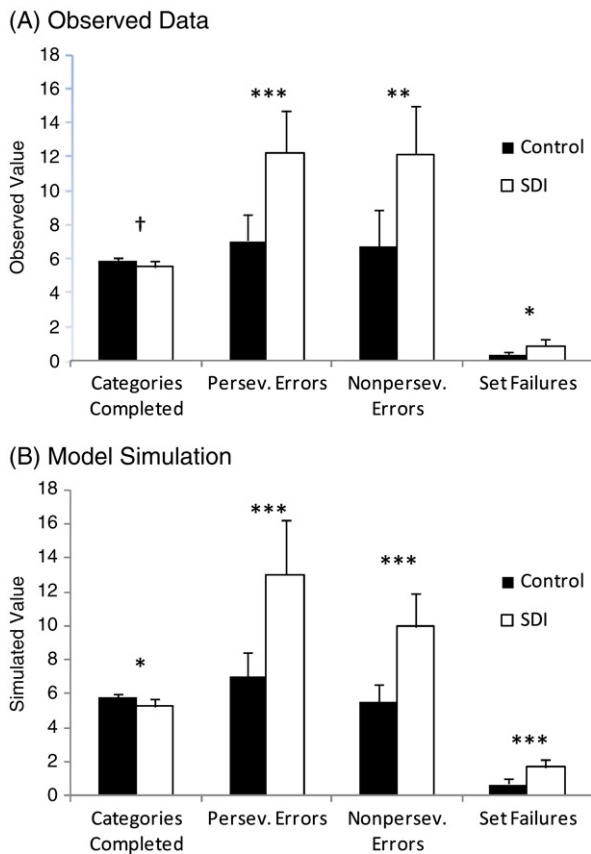 (A) Observed Data
18
16
14
12
10
8
6
4
2
0
Observed Value
†
***
**
*
Control
SDI
Categories
Completed
Persev. Errors
Nonpersev.
Errors
Set Failures
(B) Model Simulation
18
16
14
12
10
8
6
4
2
0
Simulated Value
*
***
***
***
Control
SDI
Categories
Completed
Persev. Errors
Nonpersev.
Errors
Set Failures